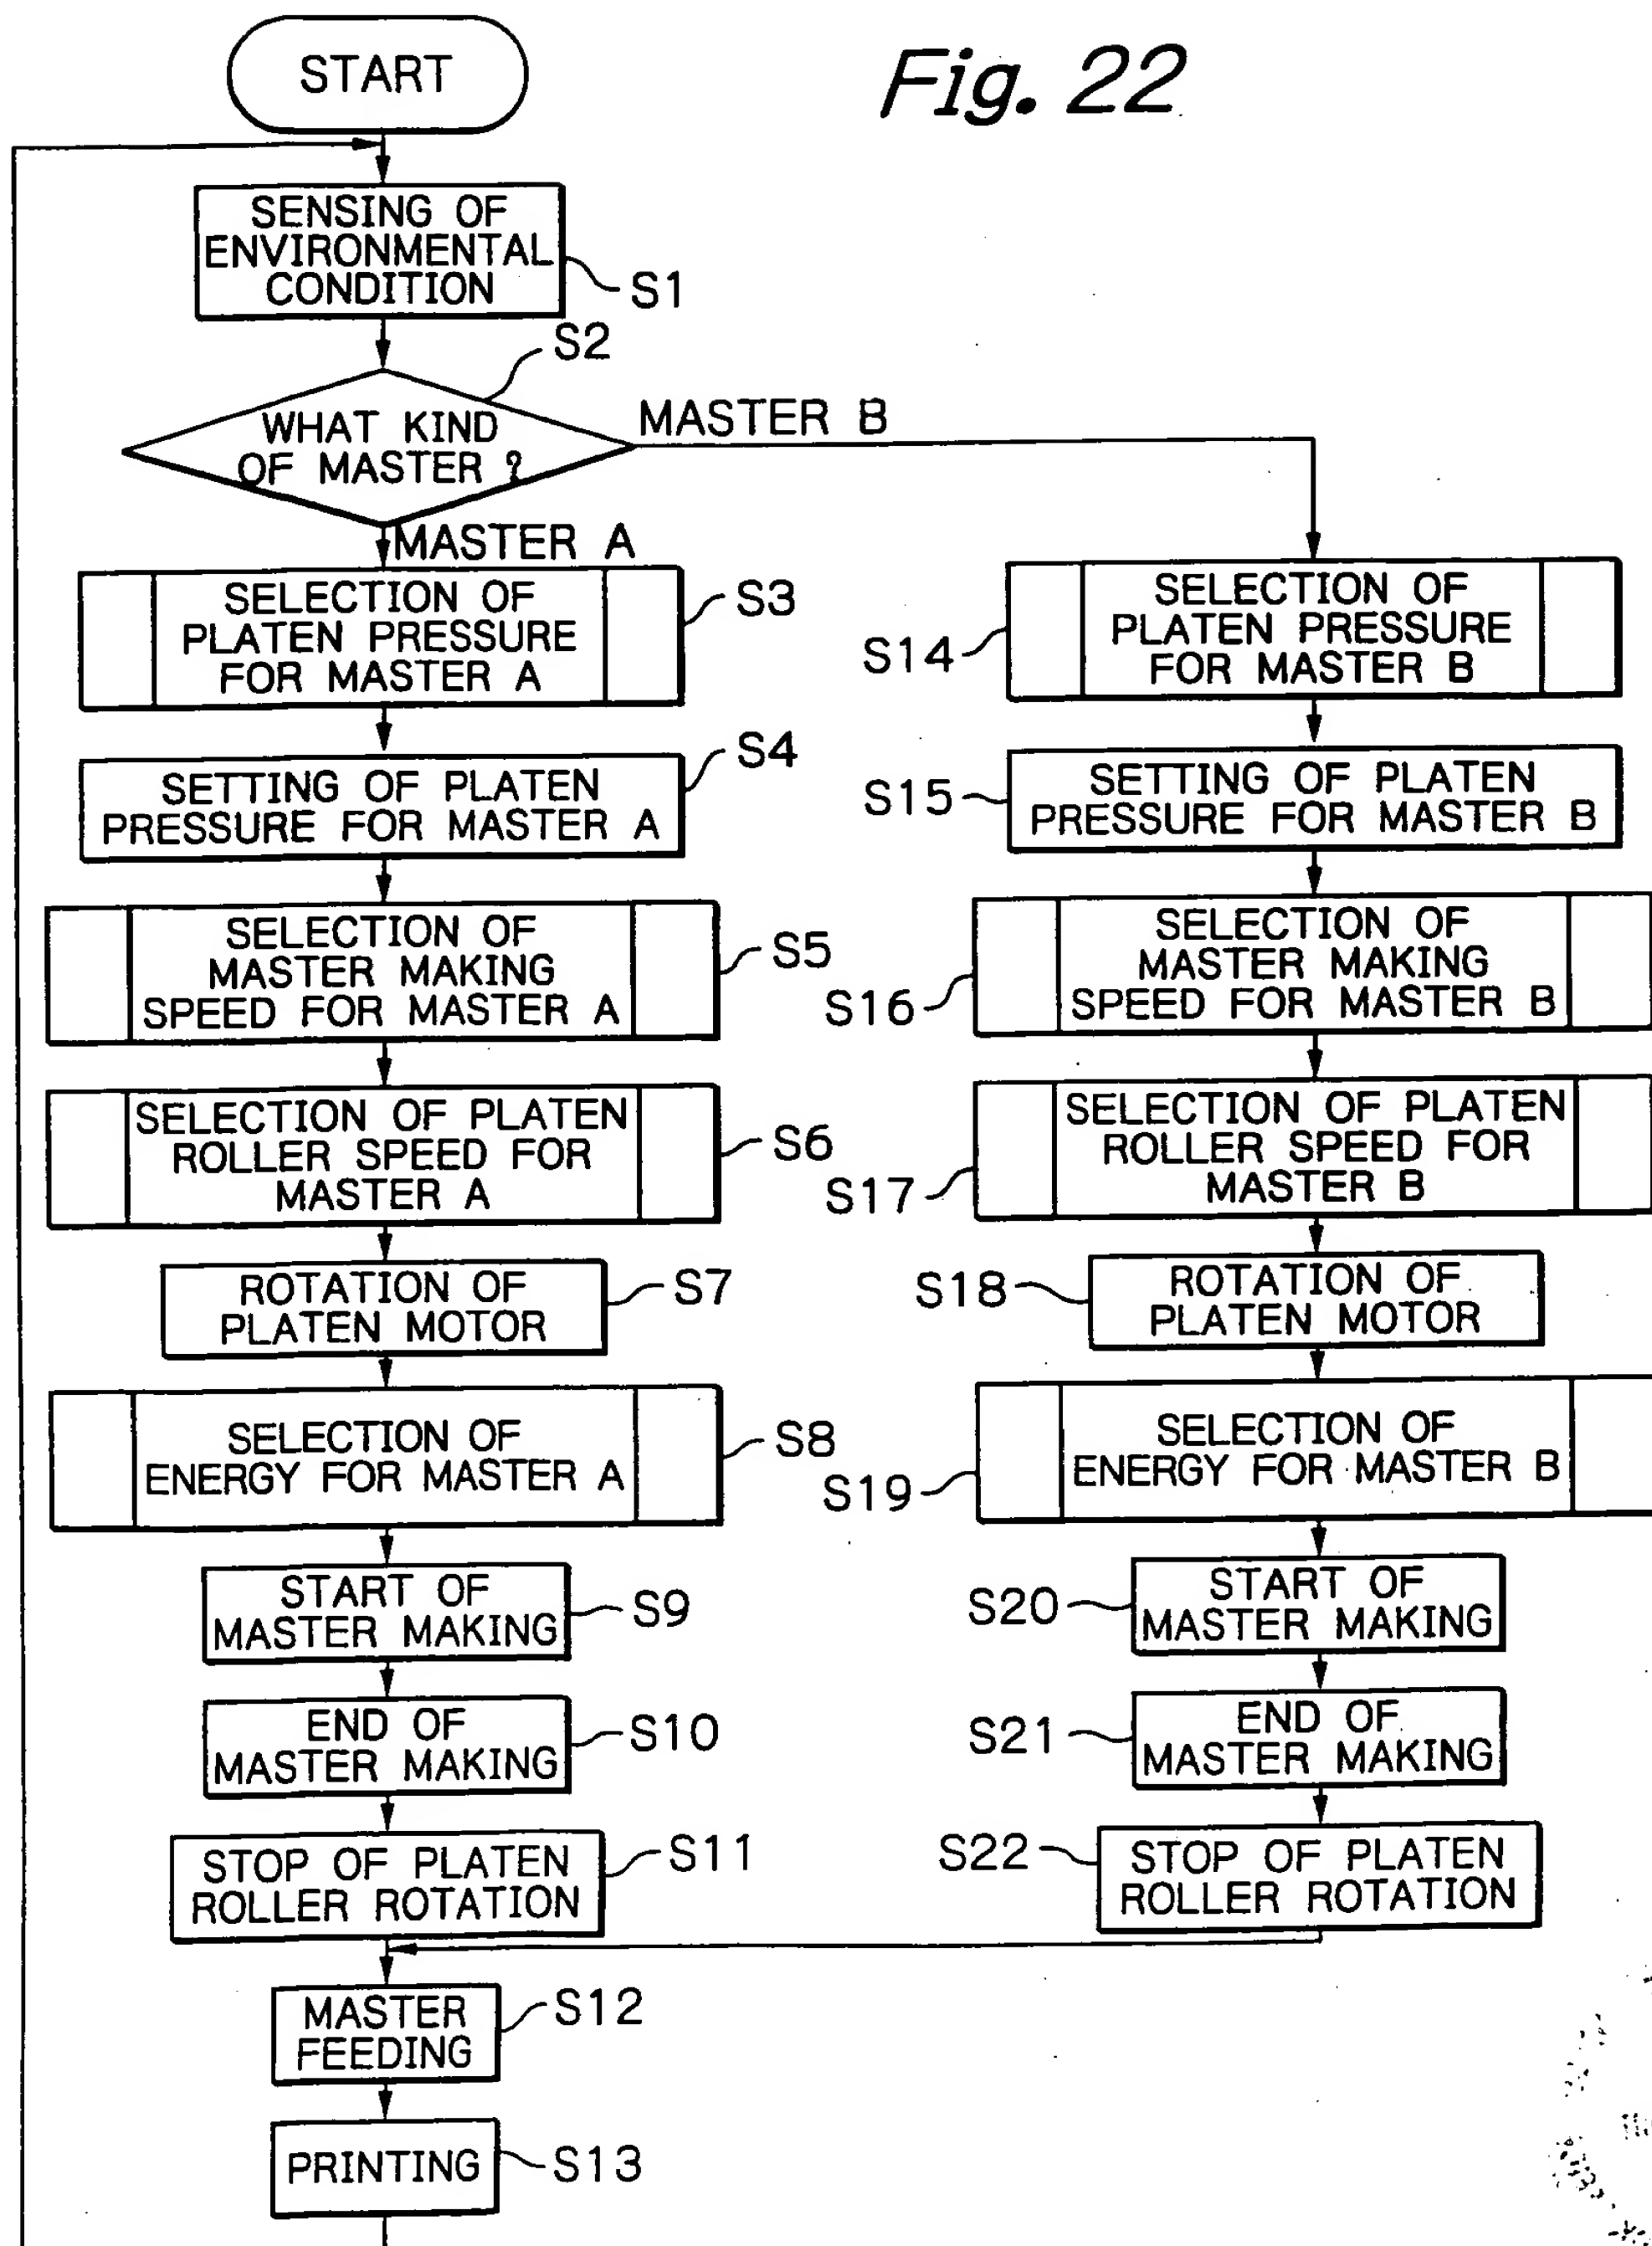 Fig. 22
START
SENSING OF
ENVIRONMENTAL
CONDITION
S1
S2
WHAT KIND
OF MASTER ?
MASTER B
MASTER A
SELECTION OF
PLATEN PRESSURE
FOR MASTER A
S3
SETTING OF PLATEN
PRESSURE FOR MASTER A
S4
SELECTION OF
MASTER MAKING
SPEED FOR MASTER A
S5
SELECTION OF PLATEN
ROLLER SPEED FOR
MASTER A
S6
ROTATION OF
PLATEN MOTOR
S7
SELECTION OF
ENERGY FOR MASTER A
S8
START OF
MASTER MAKING
S9
END OF
MASTER MAKING
S10
STOP OF PLATEN
ROLLER ROTATION
S11
MASTER
FEEDING
S12
PRINTING
S13
SELECTION OF
PLATEN PRESSURE
FOR MASTER B
S14
SETTING OF PLATEN
PRESSURE FOR MASTER B
S15
SELECTION OF
MASTER MAKING
SPEED FOR MASTER B
S16
SELECTION OF PLATEN
ROLLER SPEED FOR
MASTER B
S17
ROTATION OF
PLATEN MOTOR
S18
SELECTION OF
ENERGY FOR MASTER B
S19
START OF
MASTER MAKING
S20
END OF
MASTER MAKING
S21
STOP OF PLATEN
ROLLER ROTATION
S22